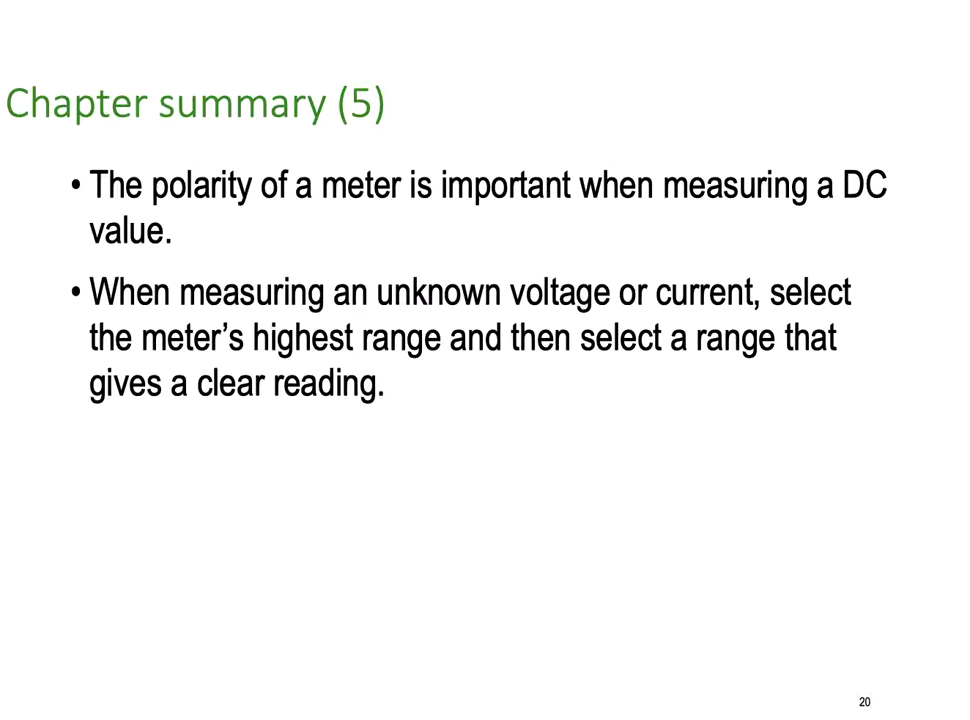 Chapter summary (5)
• The polarity of a meter is important when measuring a DC
value.
• When measuring an unknown voltage or current, select
the meter’s highest range and then select a range that
gives a clear reading.
20